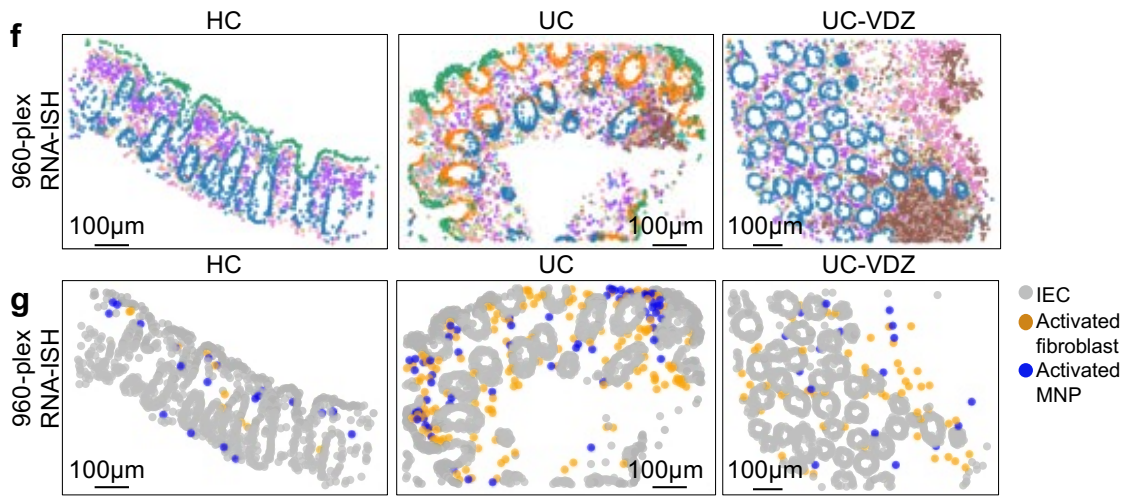 f
HC
UC
UC-VDZ
960-plex
RNA-ISH
100μm
100μm
100μm
g
HC
UC
UC-VDZ
960-plex
RNA-ISH
100μm
100μm
100μm
IEC
Activated
fibroblast
Activated
MNP